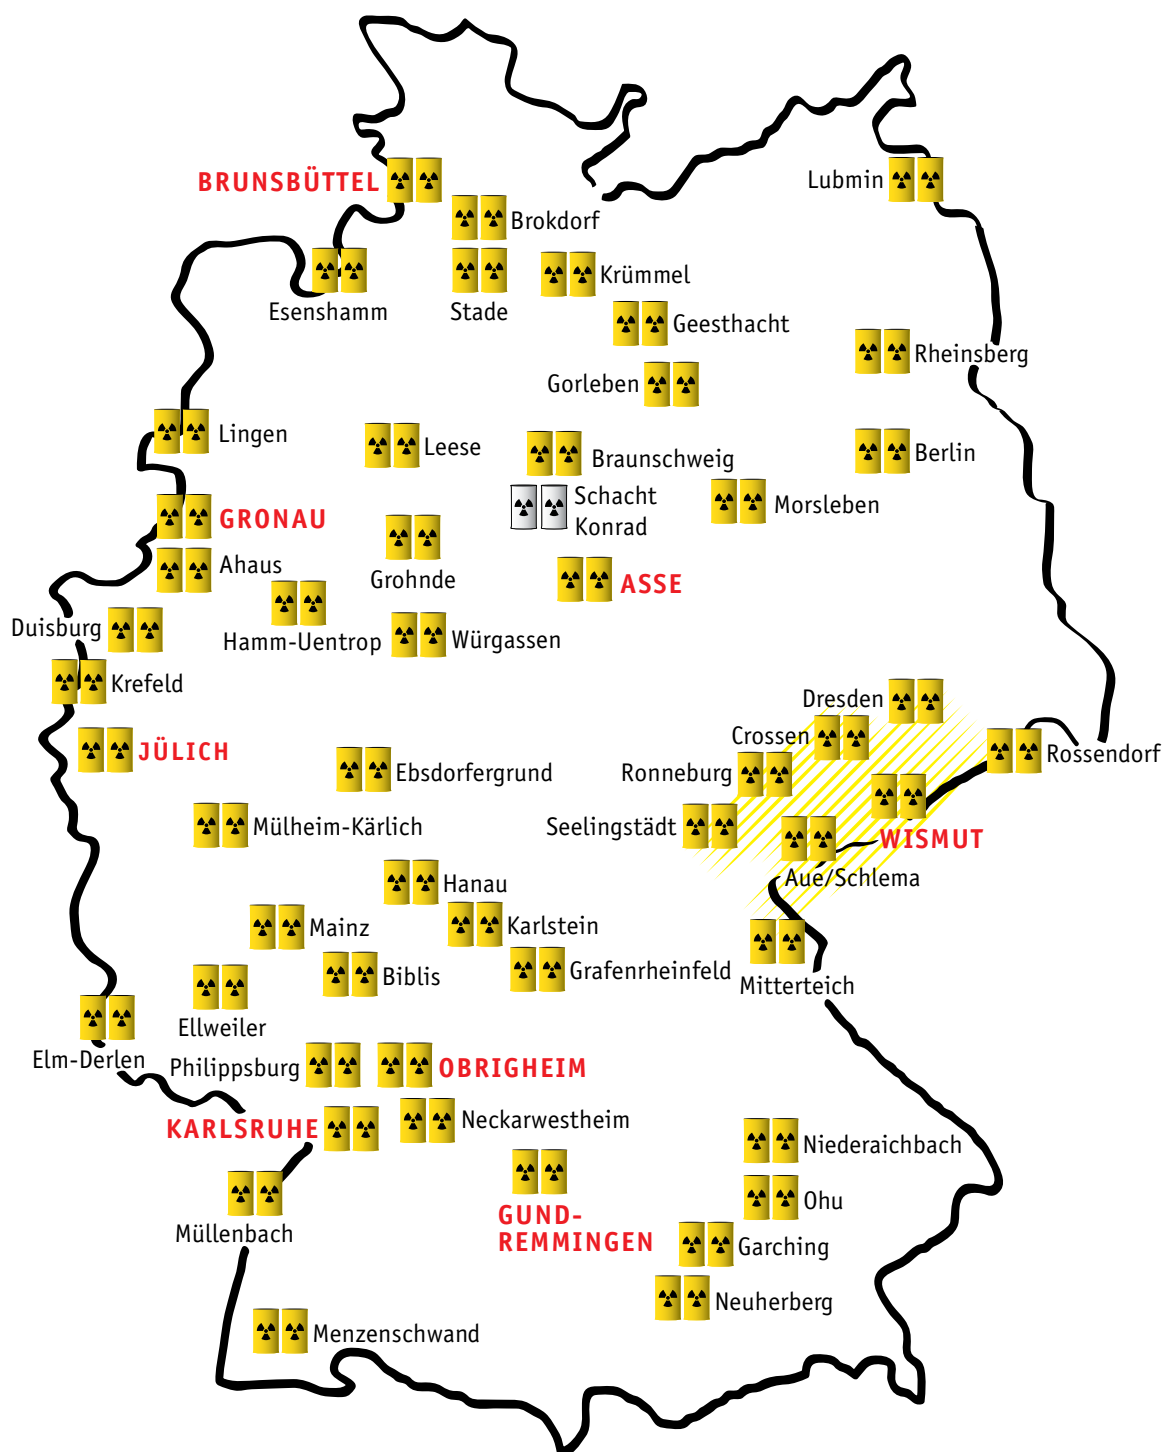 BRUNSBÜTTEL
Lubmin
Brokdorf
Krümmel
Esenshamm
Stade
Geesthacht
Rheinsberg
Gorleben
Lingen
Leese
Braunschweig
Berlin
Schacht
Konrad
Morsleben
GRONAU
Ahaus
Grohnde
ASSE
Duisburg
Hamm-Uentrop
Würgassen
Krefeld
Dresden
Crossen
JÜLICH
Rossendorf
Ebsdorfergrund
Ronneburg
Mülheim-Kärlich
Seelingstädt
WISMUT
Aue/Schlema
Hanau
Mainz
Karlstein
Biblis
Grafenrheinfeld
Mitterteich
Ellweiler
Elm-Derlen
Philippsburg
OBRIGHEIM
KARLSRUHE
Neckarwestheim
Niederaichbach
Ohu
GUND-
REMMINGEN
Müllenbach
Garching
Neuherberg
Menzenschwand